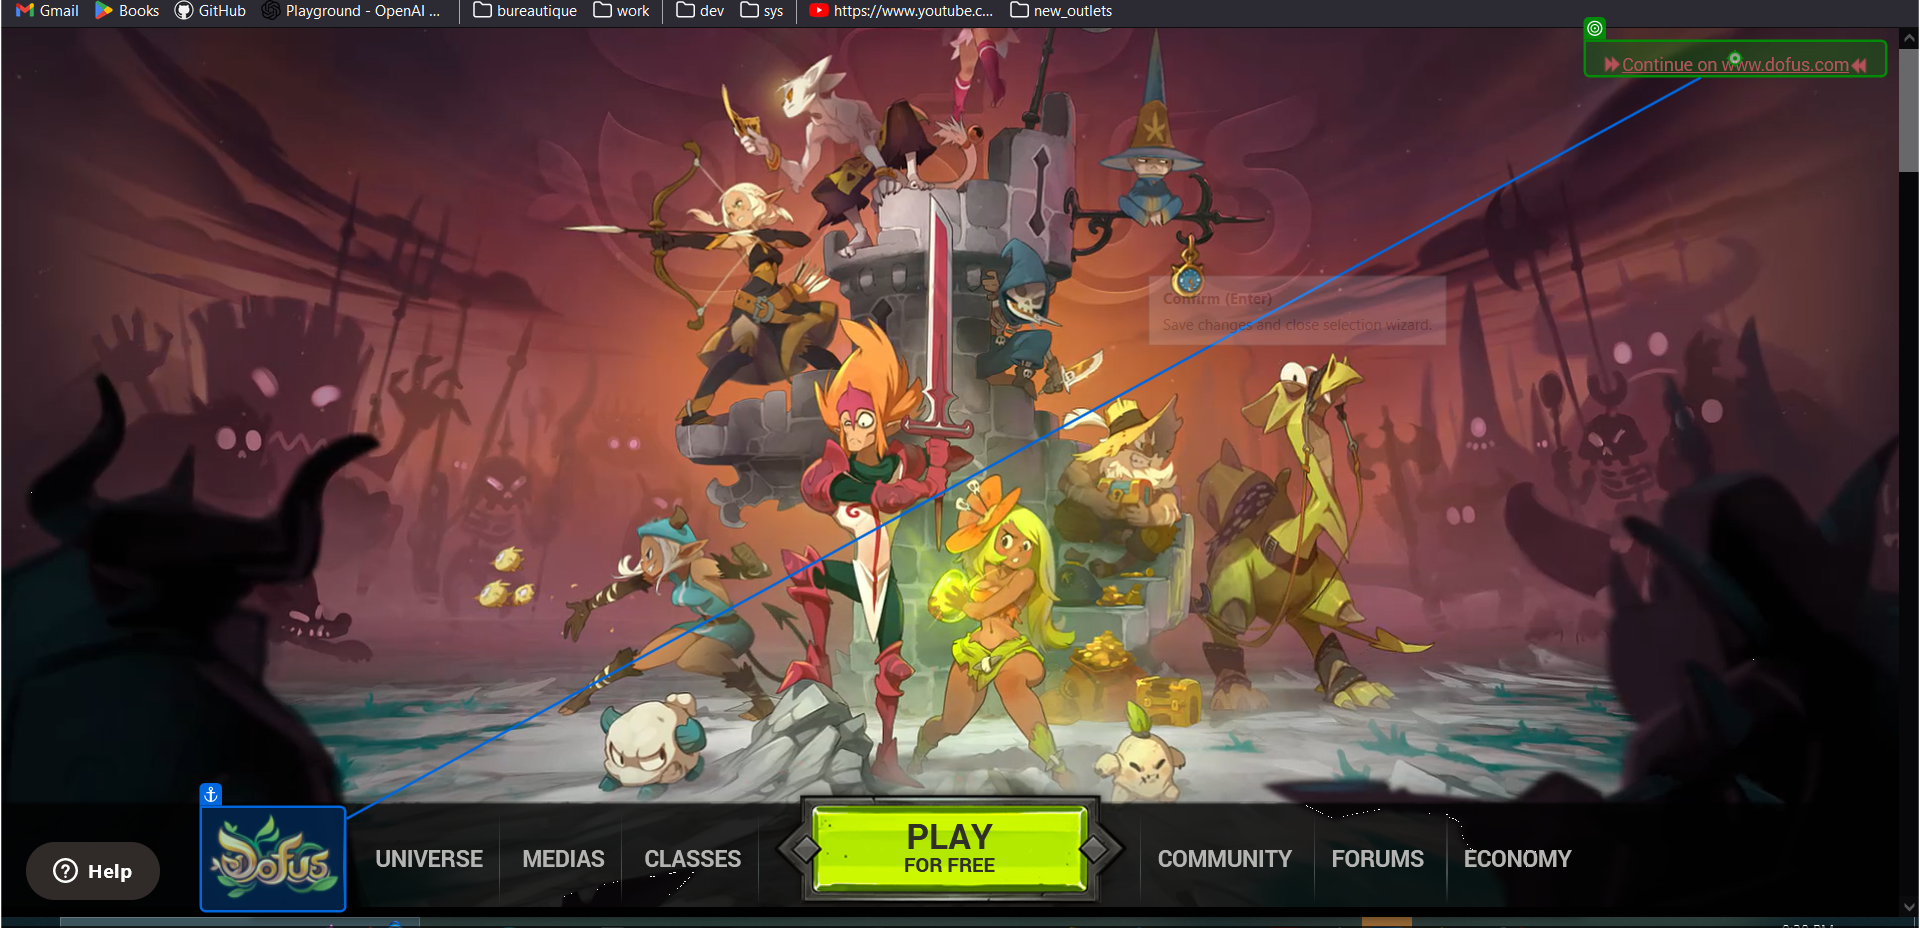 Gmail Books GitHub Playground - OpenAI ... bureautique work dev sys https://www.youtube.c... new_outlets
Continue on www.dofus.com
Confirm (Enter)
Save changes and close selection wizard.
Help
DOFUS
UNIVERSE MEDIAS CLASSES
PLAY
FOR FREE
COMMUNITY FORUMS ECONOMY